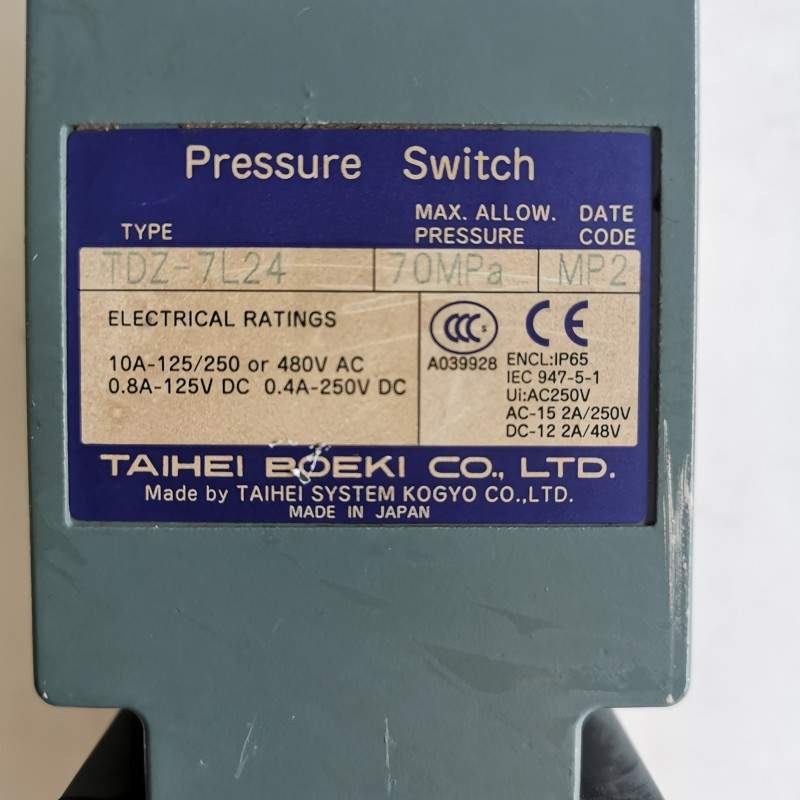 Pressure Switch
TYPE
MAX. ALLOW. PRESSURE
DATE CODE
TDZ-7L24 70MPa MP2
ELECTRICAL RATINGS
10A-125/250 or 480V AC
0.8A-125V DC 0.4A-250V DC
CCC S
A039928
CE
ENCL:IP65
IEC 947-5-1
Ui:AC250V
AC-15 2A/250V
DC-12 2A/48V
TAIHEI BOEKI CO., LTD.
Made by TAIHEI SYSTEM KOGYO CO.,LTD.
MADE IN JAPAN